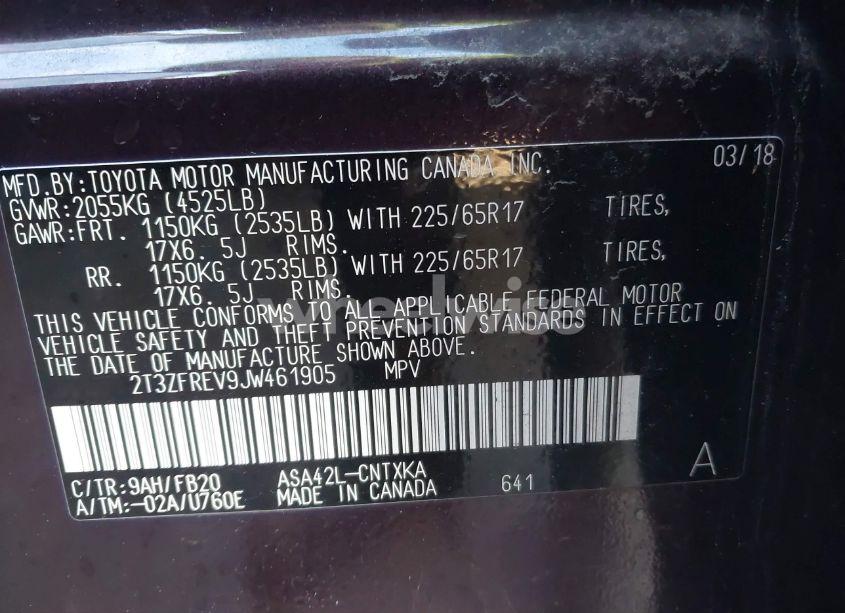 MFD.BY:TOYOTA MOTOR MANUFACTURING CANADA INC. 03/18
GVWR:2055KG (4525LB)
GAWR:FRT. 1150KG (2535LB) WITH 225/65R17 TIRES,
17X6. 5J RIMS.
RR. 1150KG (2535LB) WITH 225/65R17 TIRES,
17X6. 5J RIMS.
THIS VEHICLE CONFORMS TO ALL APPLICABLE FEDERAL MOTOR
VEHICLE SAFETY AND THEFT PREVENTION STANDARDS IN EFFECT ON
THE DATE OF MANUFACTURE SHOWN ABOVE.
2T3ZFREV9JW461905 MPV
C/TR:9AH/FB20 ASA42L-CNTXKA A
A/TM:-02A/U760E MADE IN CANADA 641